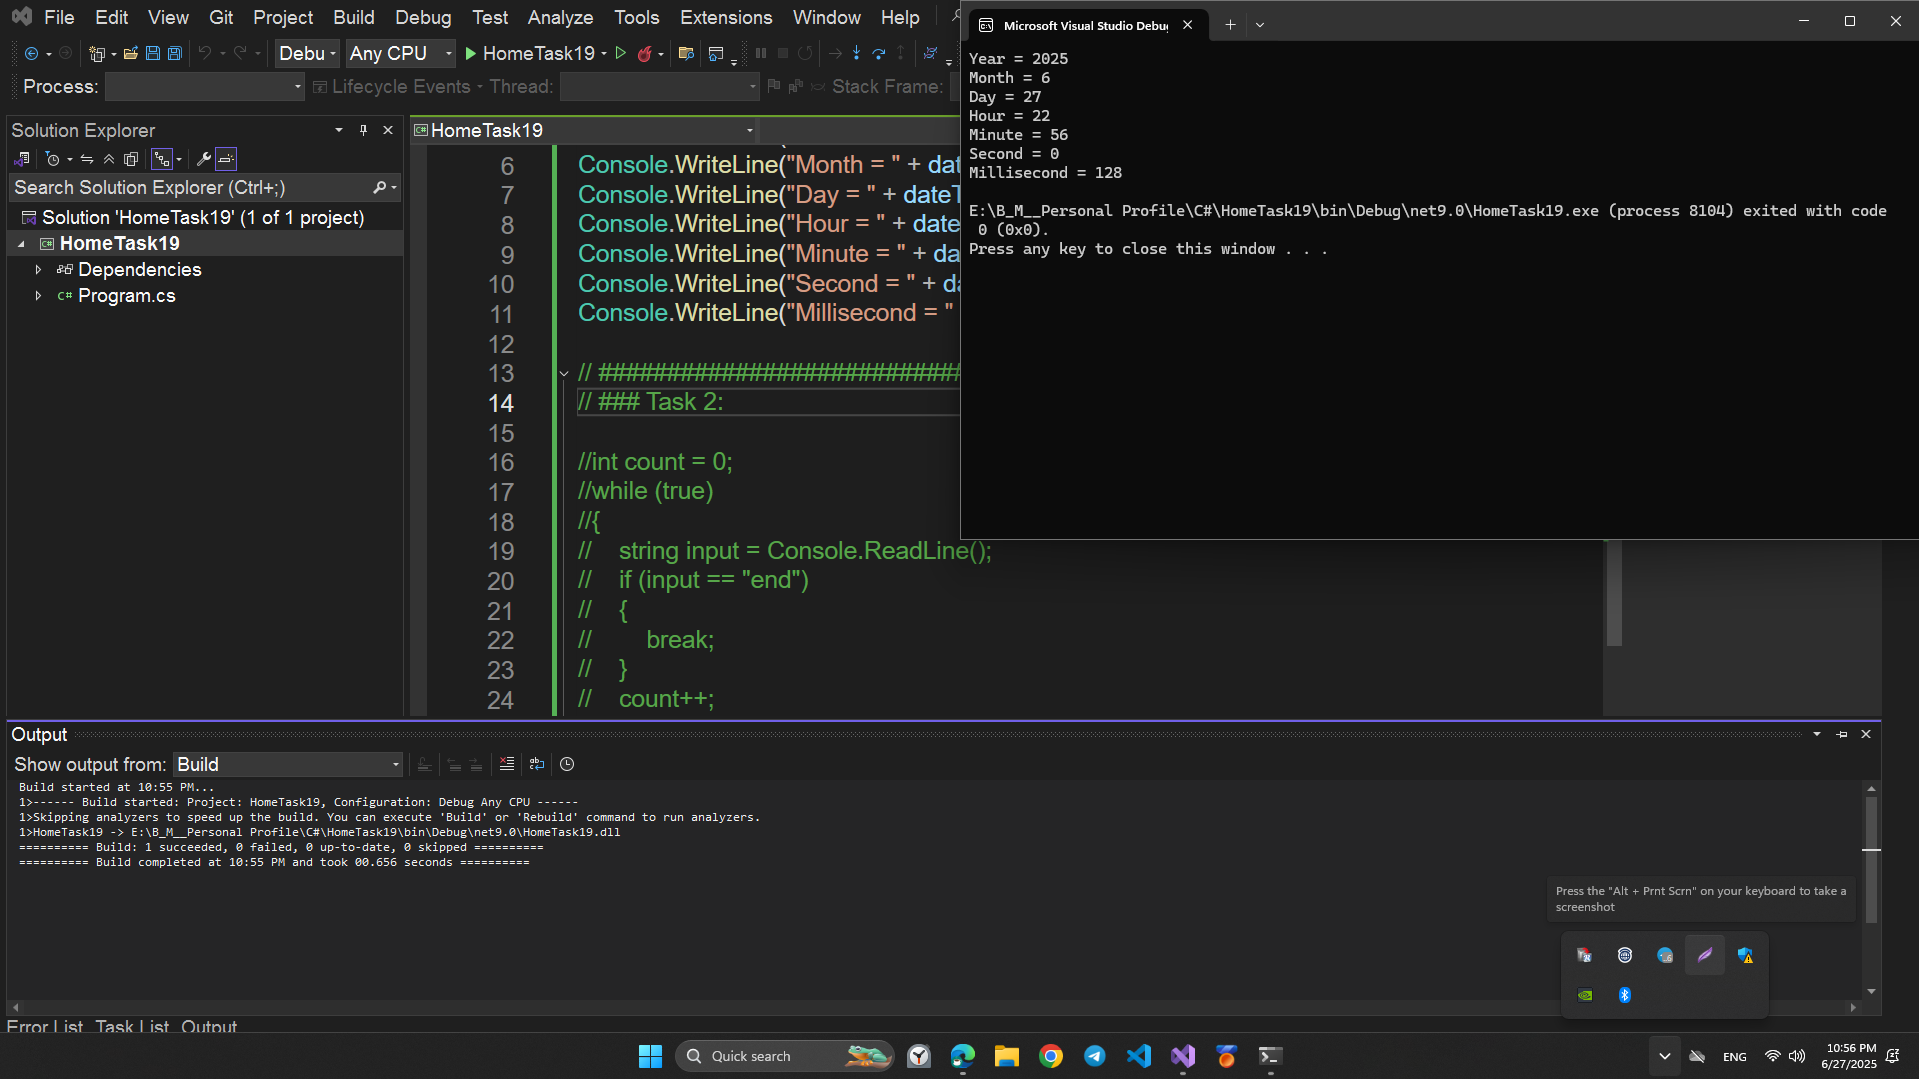 File Edit View Git Project Build Debug Test Analyze Tools Extensions Window Help
Debu Any CPU HomeTask19
Process: Lifecycle Events Thread: Stack Frame:
Solution Explorer
Search Solution Explorer (Ctrl+;)
Solution 'HomeTask19' (1 of 1 project)
HomeTask19
Dependencies
C# Program.cs
C# HomeTask19
6 Console.WriteLine("Month = " + dat
7 Console.WriteLine("Day = " + dateT
8 Console.WriteLine("Hour = " + date
9 Console.WriteLine("Minute = " + da
10 Console.WriteLine("Second = " + da
11 Console.WriteLine("Millisecond = "
12
13 // ###########################
14 // ### Task 2:
15
16 //int count = 0;
17 //while (true)
18 //{
19 //    string input = Console.ReadLine();
20 //    if (input == "end")
21 //    {
22 //        break;
23 //    }
24 //    count++;
Microsoft Visual Studio Debug
Year = 2025
Month = 6
Day = 27
Hour = 22
Minute = 56
Second = 0
Millisecond = 128
E:\B_M__Personal Profile\C#\HomeTask19\bin\Debug\net9.0\HomeTask19.exe (process 8104) exited with code
0 (0x0).
Press any key to close this window . . .
Output
Show output from: Build
Build started at 10:55 PM...
1>------ Build started: Project: HomeTask19, Configuration: Debug Any CPU ------
1>Skipping analyzers to speed up the build. You can execute 'Build' or 'Rebuild' command to run analyzers.
1>HomeTask19 -> E:\B_M__Personal Profile\C#\HomeTask19\bin\Debug\net9.0\HomeTask19.dll
========== Build: 1 succeeded, 0 failed, 0 up-to-date, 0 skipped ==========
========== Build completed at 10:55 PM and took 00.656 seconds ==========
Press the "Alt + Prnt Scrn" on your keyboard to take a
screenshot
Error List Task List Output
Quick search
ENG
10:56 PM
6/27/2025